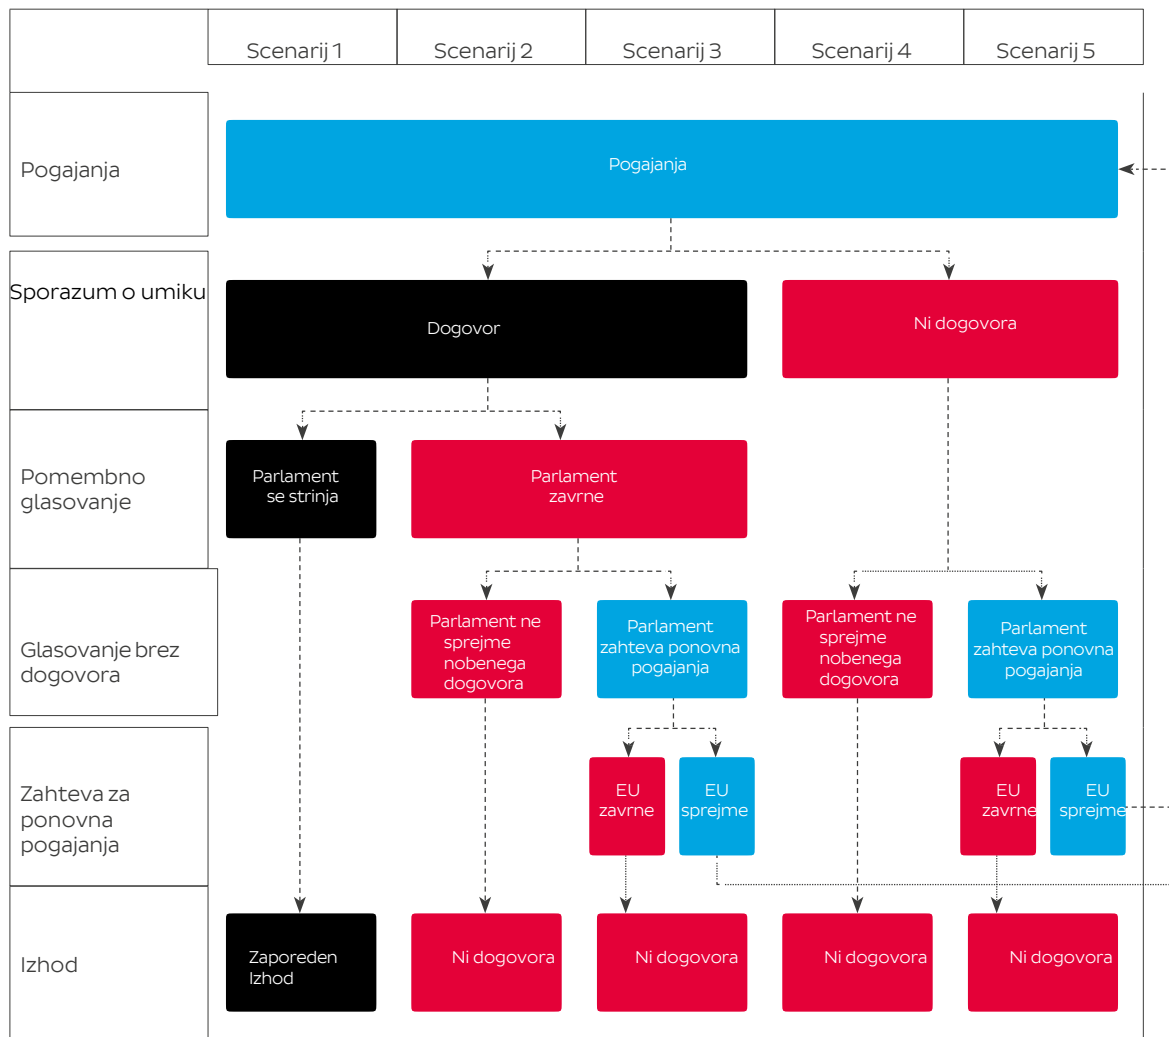 Scenarij 1
Scenarij 2
Scenarij 3
Scenarij 4
Scenarij 5
Pogajanja
Pogajanja
Sporazum o umiku
Dogovor
Ni dogovora
Pomembno
glasovanje
Parlament
se strinja
Parlament
zavrne
Glasovanje brez
dogovora
Parlament ne
sprejme
nobenega
dogovora
Parlament
zahteva ponovna
pogajanja
Parlament ne
sprejme
nobenega
dogovora
Parlament
zahteva ponovna
pogajanja
Zahteva za
ponovna
pogajanja
EU
zavrne
EU
sprejme
EU
zavrne
EU
sprejme
Izhod
Zaporeden
Izhod
Ni dogovora
Ni dogovora
Ni dogovora
Ni dogovora